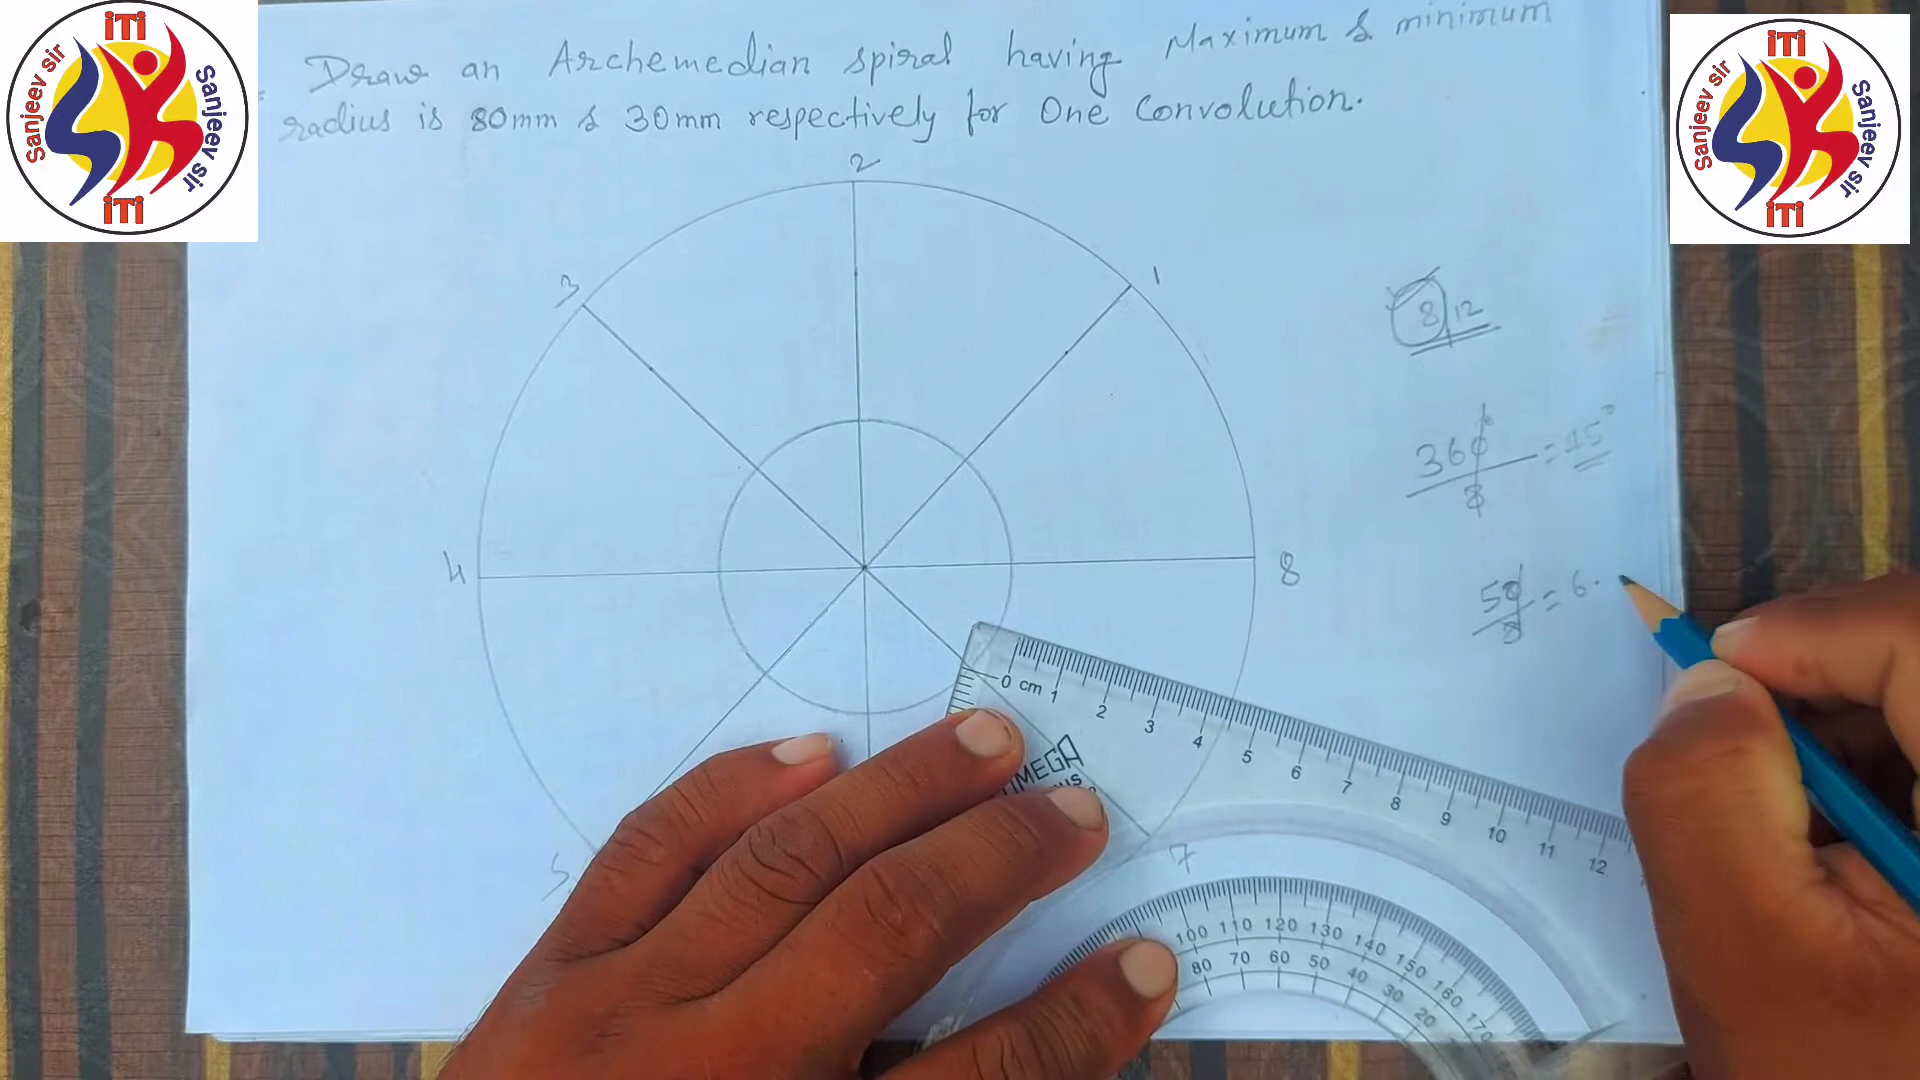 iTi
Sanjeev sir
Sanjeev sir
iTi
iTi
Sanjeev sir
Sanjeev sir
iTi
Draw an Archemedian spiral having Maximum & minimum
radius is 80mm & 30mm respectively for One Convolution.
2
3
1
8, 12
360/8 = 45°
4
8
50/8 = 6.
5
7
0 cm 1 2 3 4 5 6 7 8 9 10 11 12
OMEGA
100 110 120 130 140 150 160 170
80 70 60 50 40 30 20